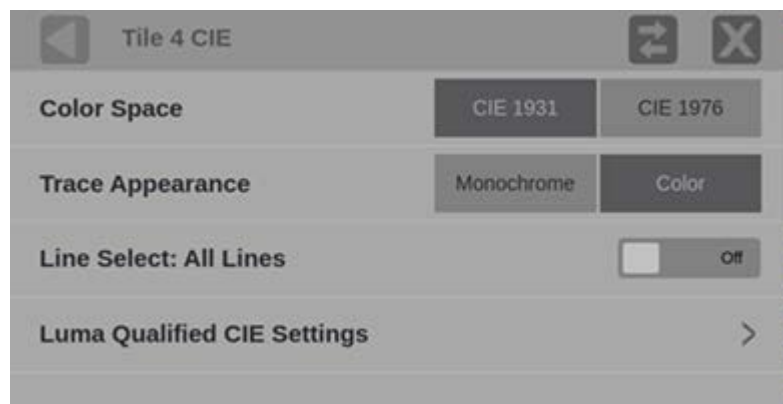 Tile 4 CIE
Color Space CIE 1931 CIE 1976
Trace Appearance Monochrome Color
Line Select: All Lines Off
Luma Qualified CIE Settings